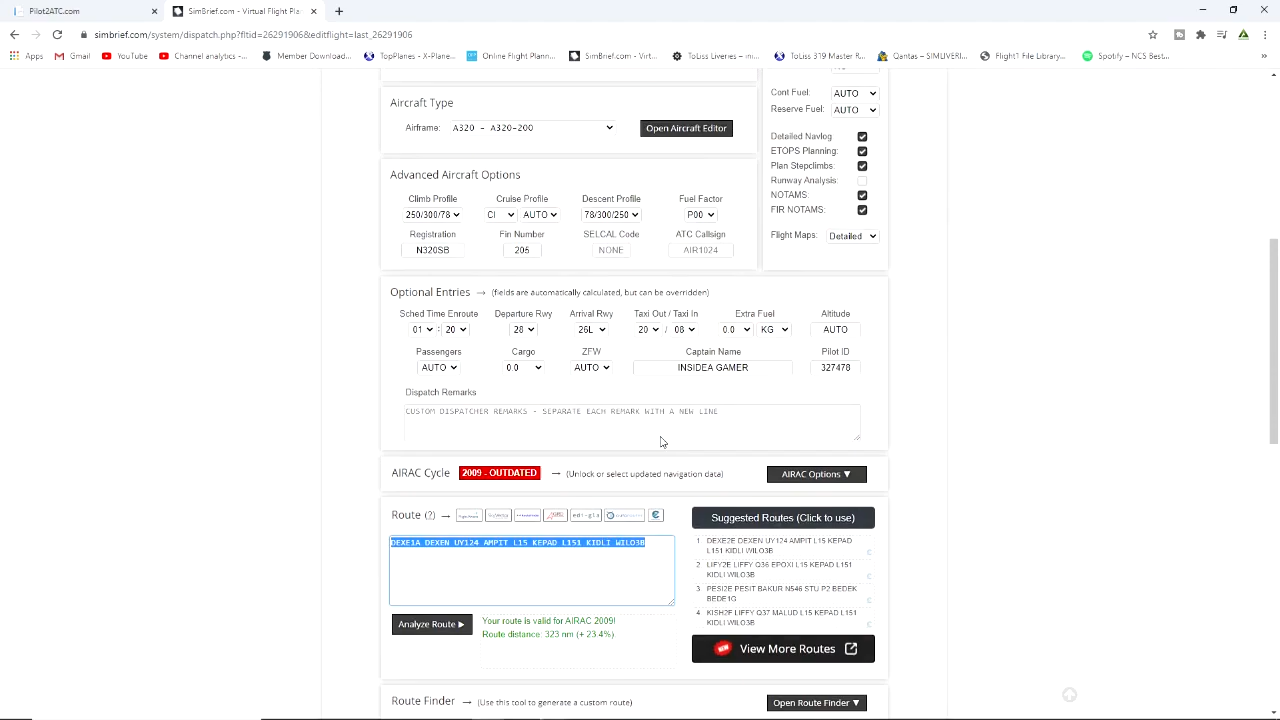 Pilot2ATC.com
SimBrief.com - Virtual Flight Plan
simbrief.com/system/dispatch.php?fltid=26291906&editflight=last_26291906
Apps
Gmail
YouTube
Channel analytics -...
Member Download...
TopPlanes - X-Plane...
Online Flight Plann...
SimBrief.com - Virt...
ToLiss Liveries – ini...
ToLiss 319 Master R...
Qantas – SIMLIVERI...
Flight1 File Library...
Spotify – NCS Best...
Aircraft Type
Airframe: A320 - A320-200 Open Aircraft Editor
Advanced Aircraft Options
Climb Profile Cruise Profile Descent Profile Fuel Factor
250/300/78 CI AUTO 78/300/250 P00
Registration Fin Number SELCAL Code ATC Callsign
N320SB 205 NONE AIR1024
Cont Fuel: AUTO
Reserve Fuel: AUTO
Detailed Navlog
ETOPS Planning:
Plan Stepclimbs:
Runway Analysis:
NOTAMS:
FIR NOTAMS:
Flight Maps: Detailed
Optional Entries → (fields are automatically calculated, but can be overridden)
Sched Time Enroute Departure Rwy Arrival Rwy Taxi Out / Taxi In Extra Fuel Altitude
01 : 20 28 26L 20 / 08 0.0 KG AUTO
Passengers Cargo ZFW Captain Name Pilot ID
AUTO 0.0 AUTO INSIDEA GAMER 327478
Dispatch Remarks
CUSTOM DISPATCHER REMARKS - SEPARATE EACH REMARK WITH A NEW LINE
AIRAC Cycle 2009 - OUTDATED → (Unlock or select updated navigation data) AIRAC Options ▼
Route (?) →
DEXE1A DEXEN UY124 AMPIT L15 KEPAD L151 KIDLI WILO3B
Analyze Route ►
Your route is valid for AIRAC 2009!
Route distance: 323 nm (+ 23.4%)
Suggested Routes (Click to use)
1 DEXE2E DEXEN UY124 AMPIT L15 KEPAD
L151 KIDLI WILO3B
2 LIFY2E LIFFY Q36 EPOXI L15 KEPAD L151
KIDLI WILO3B
3 PESI2E PESIT BAKUR N546 STU P2 BEDEK
BEDE1G
4 KISH2F LIFFY Q37 MALUD L15 KEPAD L151
KIDLI WILO3B
NEW View More Routes
Route Finder → (Use this tool to generate a custom route) Open Route Finder ▼